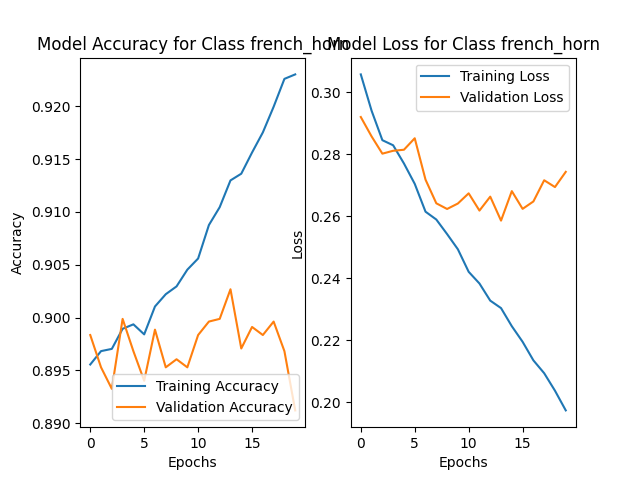 Model Accuracy for Class french_horn
Model Loss for Class french_horn
0.920
0.915
0.910
0.905
0.900
0.895
0.890
Accuracy
0
5
10
15
Epochs
Training Accuracy
Validation Accuracy
0.30
0.28
0.26
0.24
0.22
0.20
Loss
0
5
10
15
Epochs
Training Loss
Validation Loss